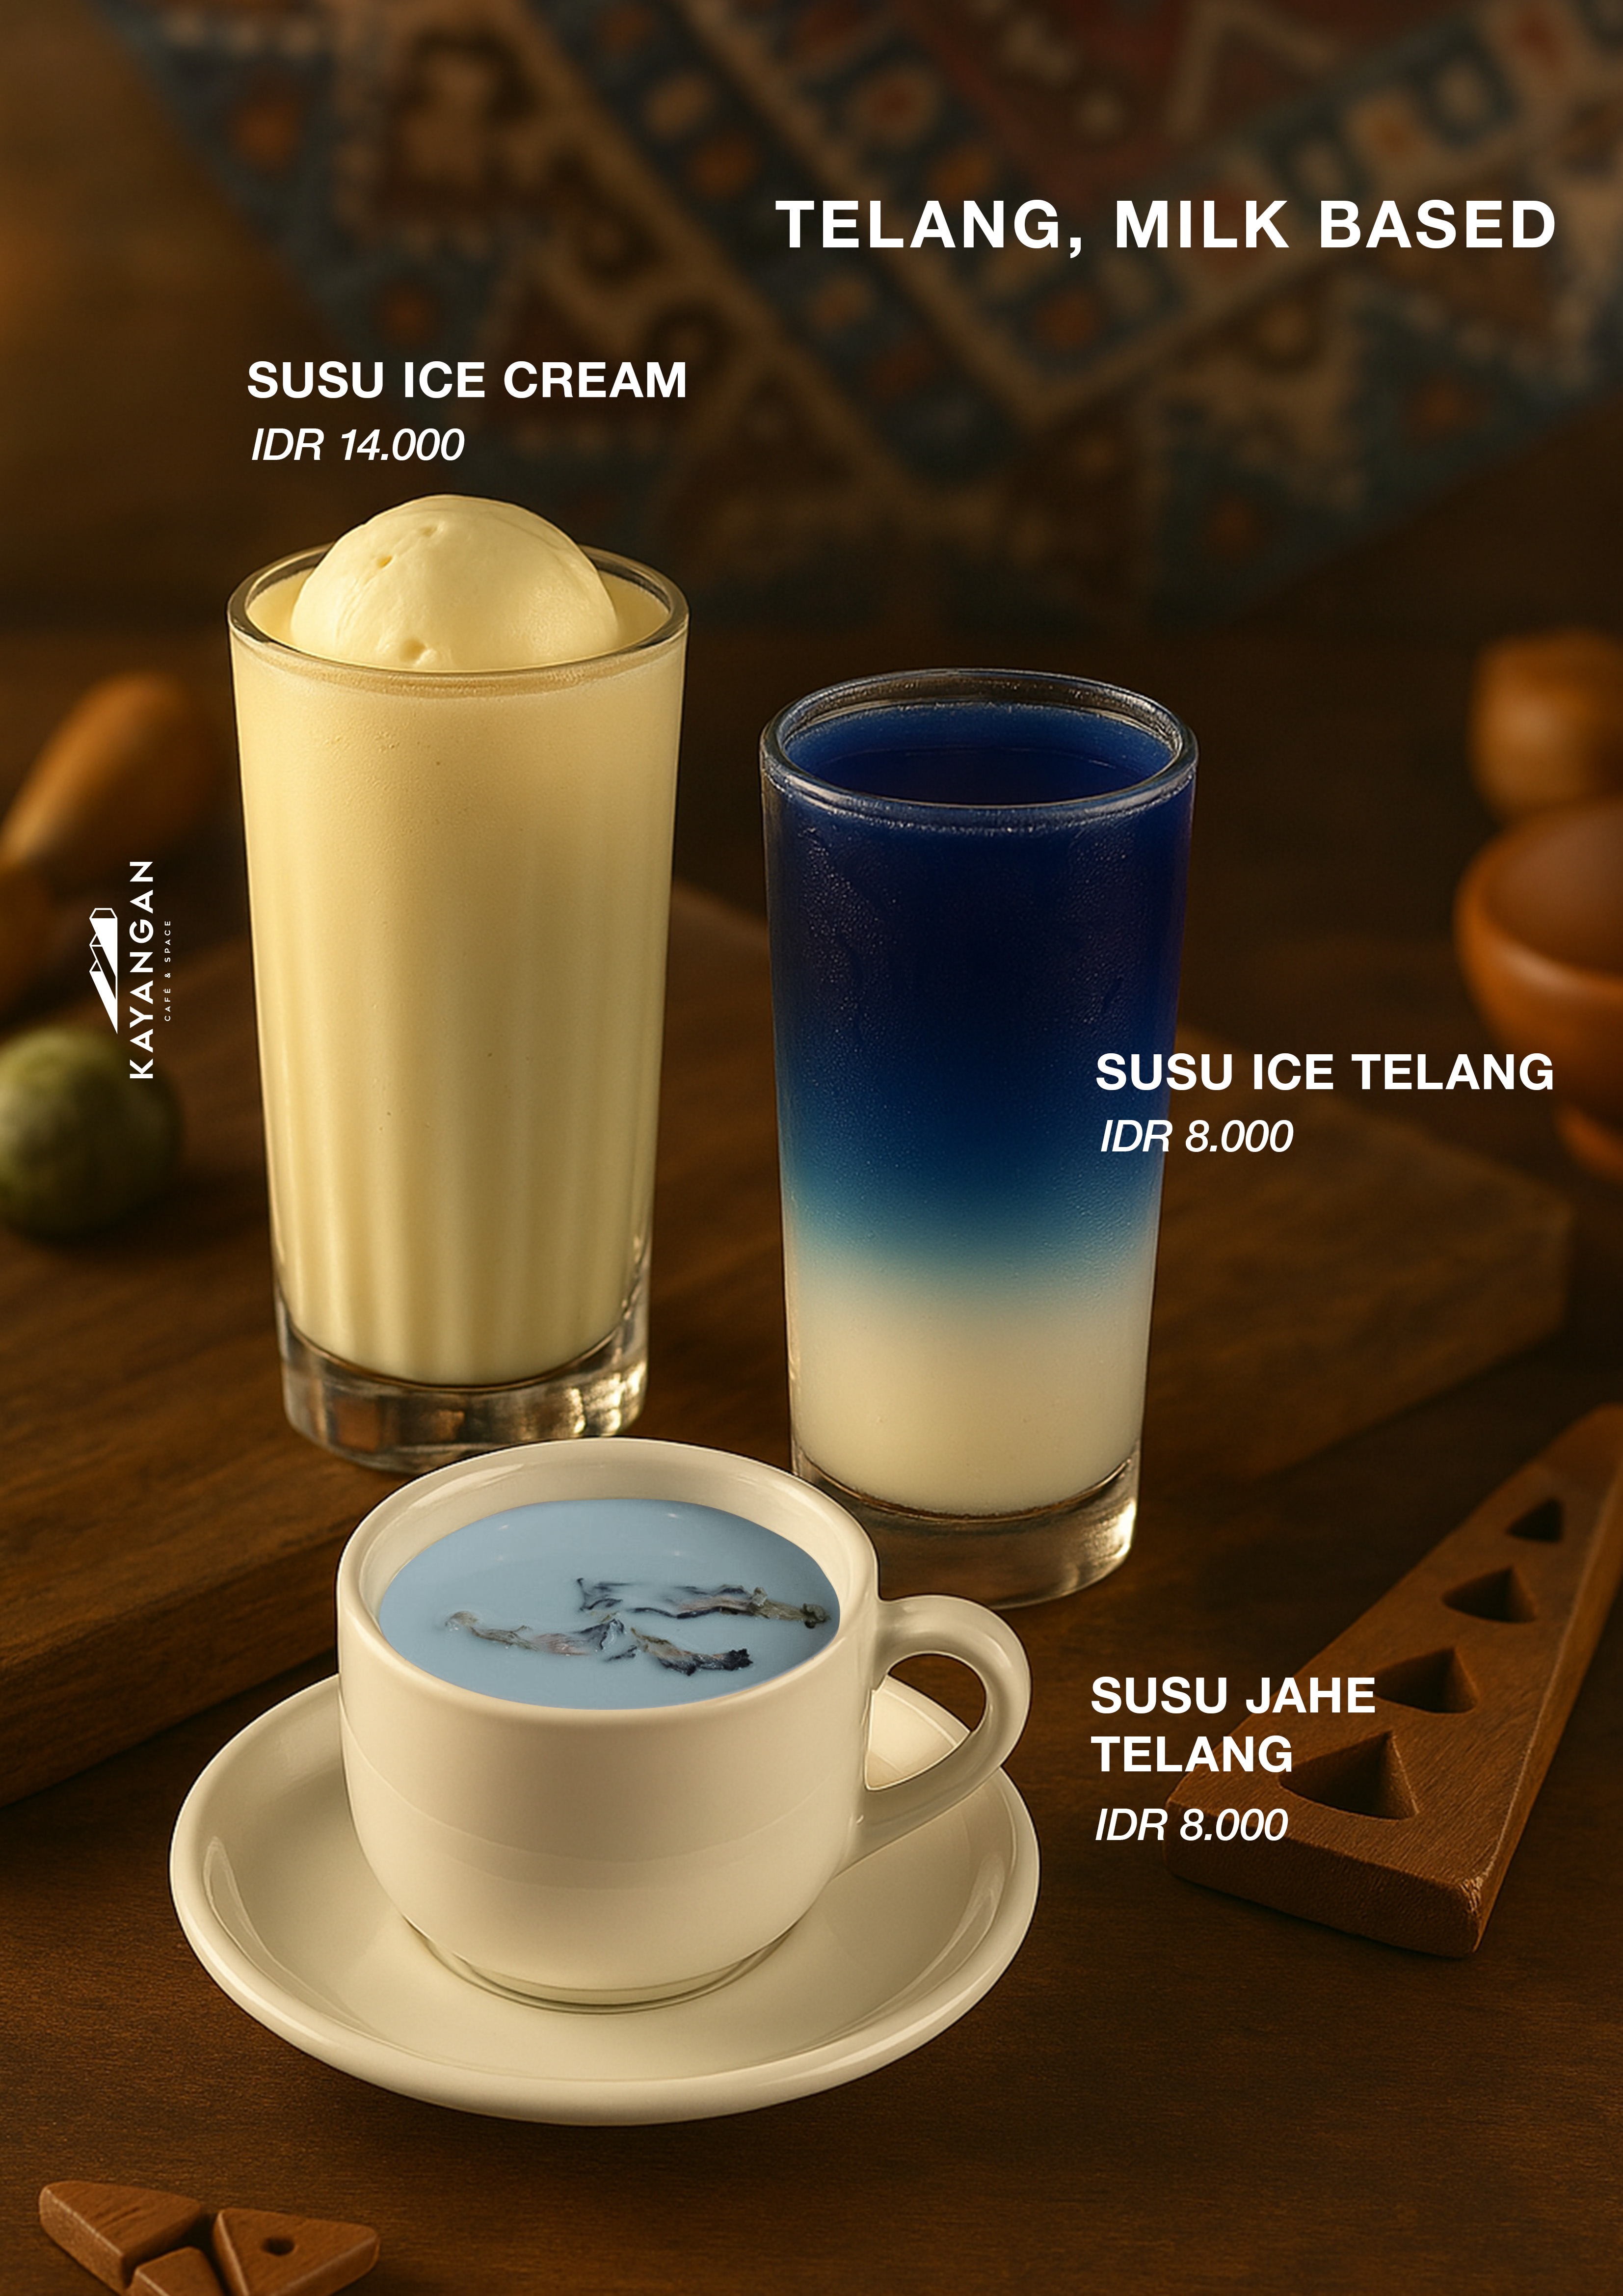 TELANG, MILK BASED
SUSU ICE CREAM
IDR 14.000
KAYANGAN
CAFÉ & SPACE
SUSU ICE TELANG
IDR 8.000
SUSU JAHE
TELANG
IDR 8.000